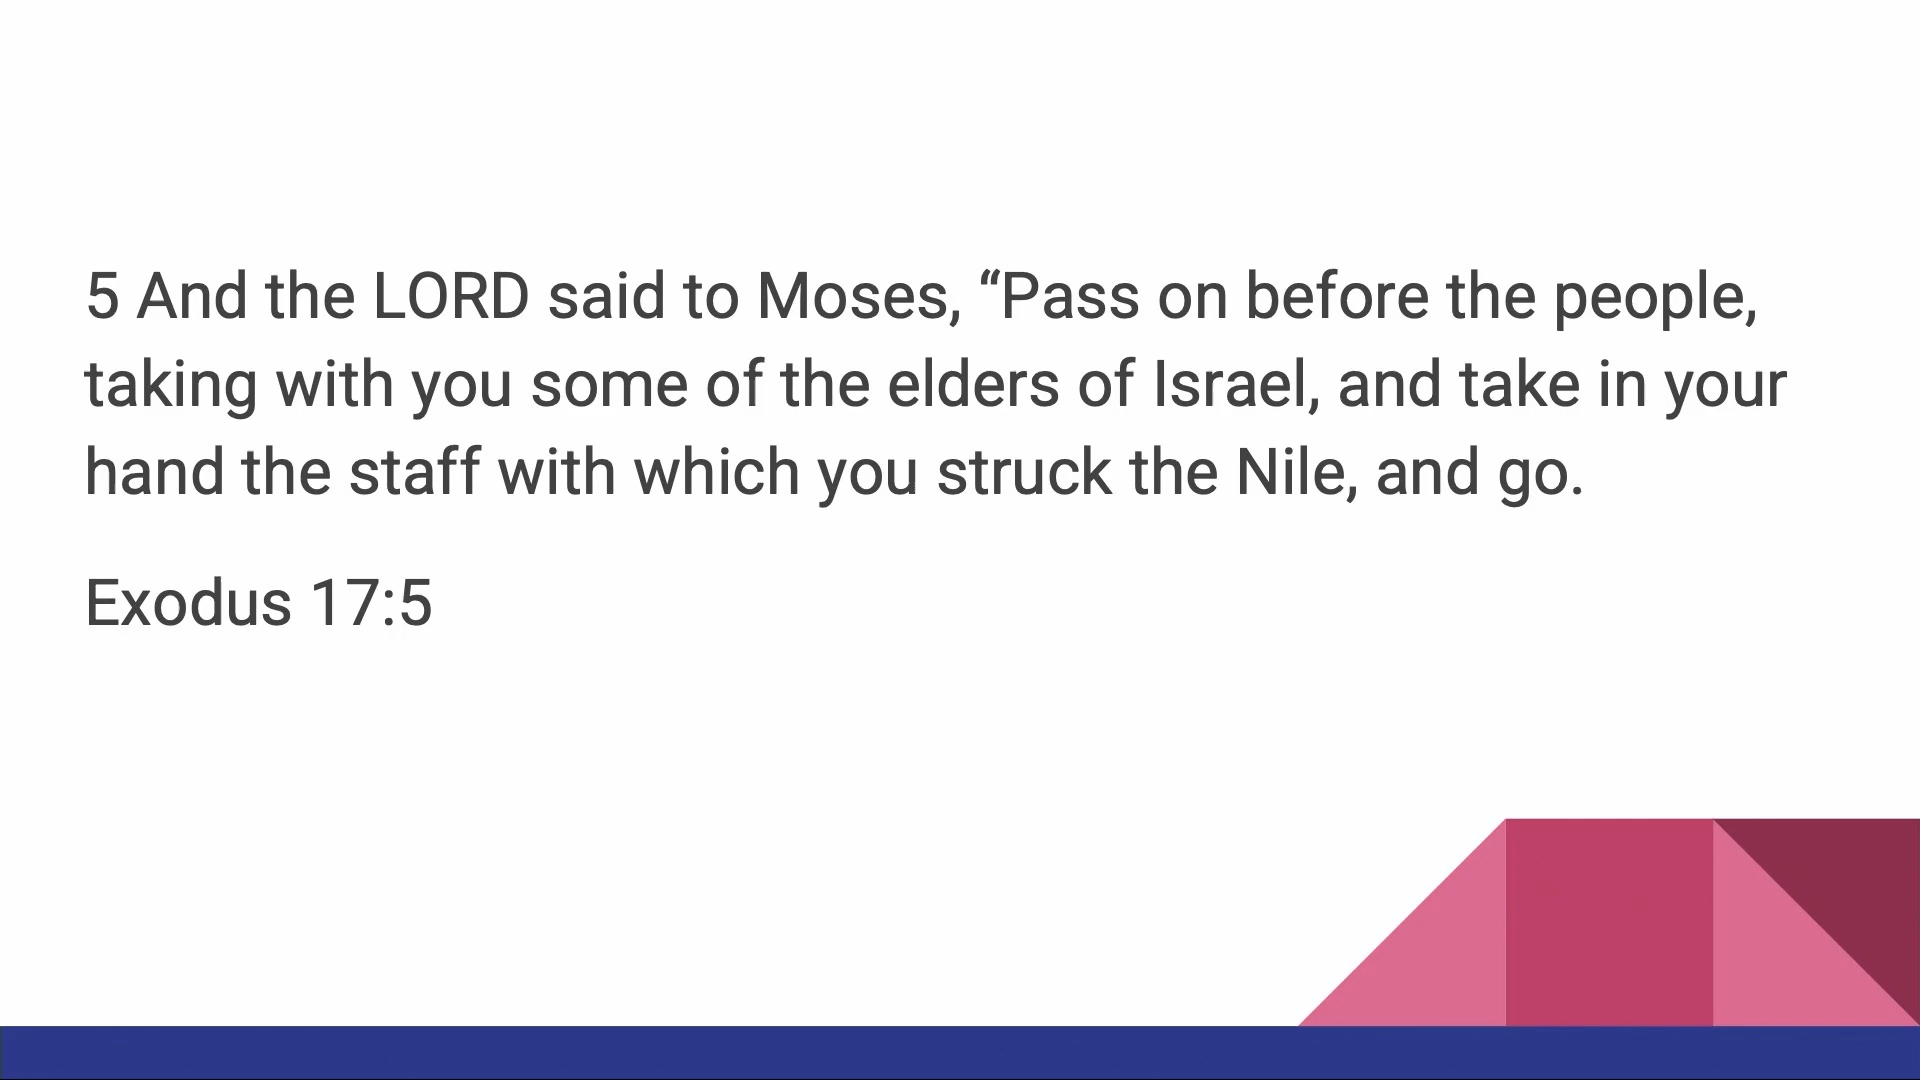 5 And the LORD said to Moses, “Pass on before the people,
taking with you some of the elders of Israel, and take in your
hand the staff with which you struck the Nile, and go.
Exodus 17:5